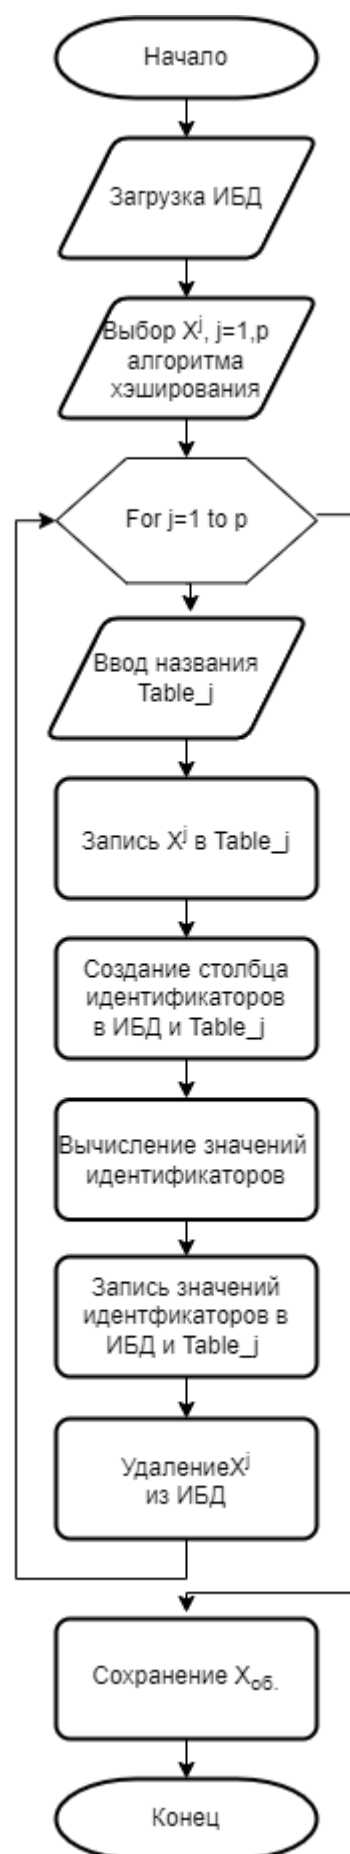 Начало
Загрузка ИБД
Выбор X^j, j=1,p
алгоритма
хэширования
For j=1 to p
Ввод названия
Table_j
Запись X^j в Table_j
Создание столбца
идентификаторов
в ИБД и Table_j
Вычисление значений
идентификаторов
Запись значений
идентфикаторов в
ИБД и Table_j
УдалениеX^j
из ИБД
Сохранение X_об.
Конец